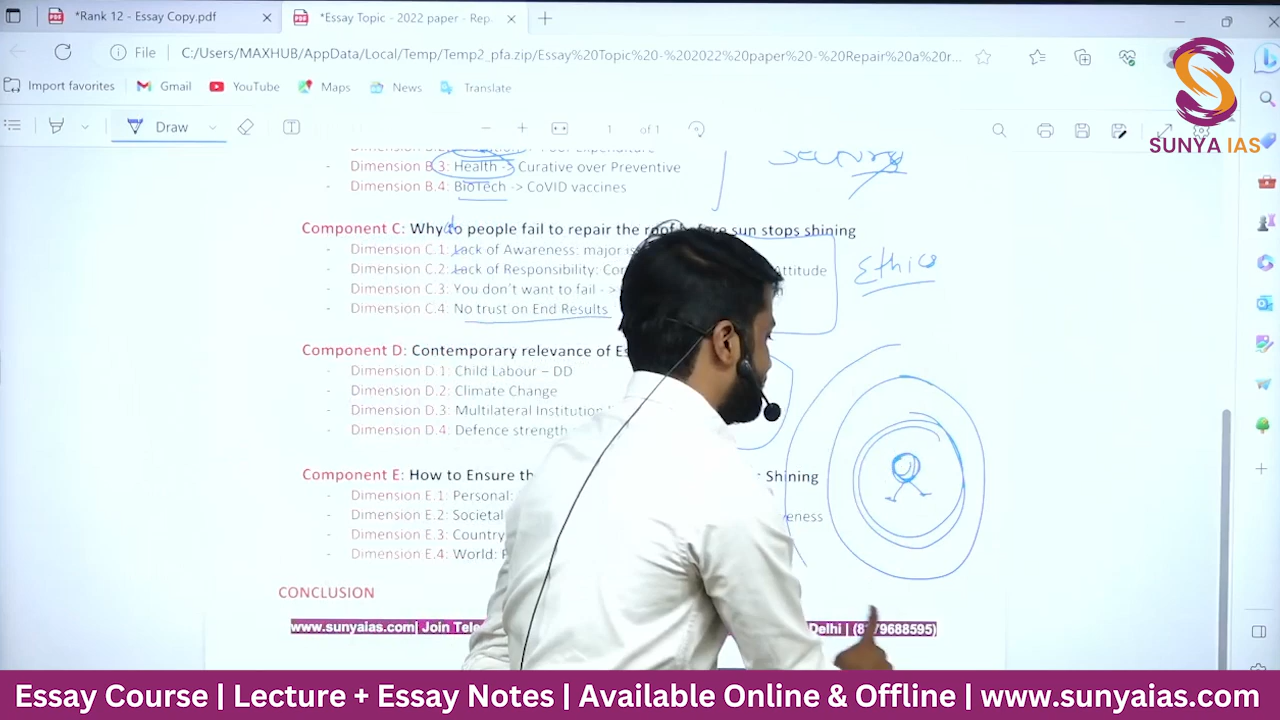 *Rank 12 - Essay Copy.pdf
*Essay Topic - 2022 paper - Rep
File
C:/Users/MAXHUB/AppData/Local/Temp/Temp2_pfa.zip/Essay%20Topic%20-%202022%20paper%20-%20Repair%20a%20r...
Import favorites
Gmail
YouTube
Maps
News
Translate
Draw
1 of 1
SUNYA IAS
- Dimension B.3: Health -> Curative over Preventive
- Dimension B.4: BioTech -> CoVID vaccines
Component C: Why do people fail to repair the roof before sun stops shining
- Dimension C.1: Lack of Awareness: major
- Dimension C.2: Lack of Responsibility: Attitude
- Dimension C.3: You don't want to fail ->
- Dimension C.4. No trust on End Results
Ethics
Component D: Contemporary relevance of
- Dimension D.1: Child Labour – DD
- Dimension D.2: Climate Change
- Dimension D.3: Multilateral Institution
- Dimension D.4: Defence strength
Component E: How to Ensure Shining
- Dimension E.1: Personal:
- Dimension E.2: Societal
- Dimension E.3: Country
- Dimension E.4: World:
CONCLUSION
www.sunyaias.com| Join Delhi |
Essay Course | Lecture + Essay Notes | Available Online & Offline | www.sunyaias.com